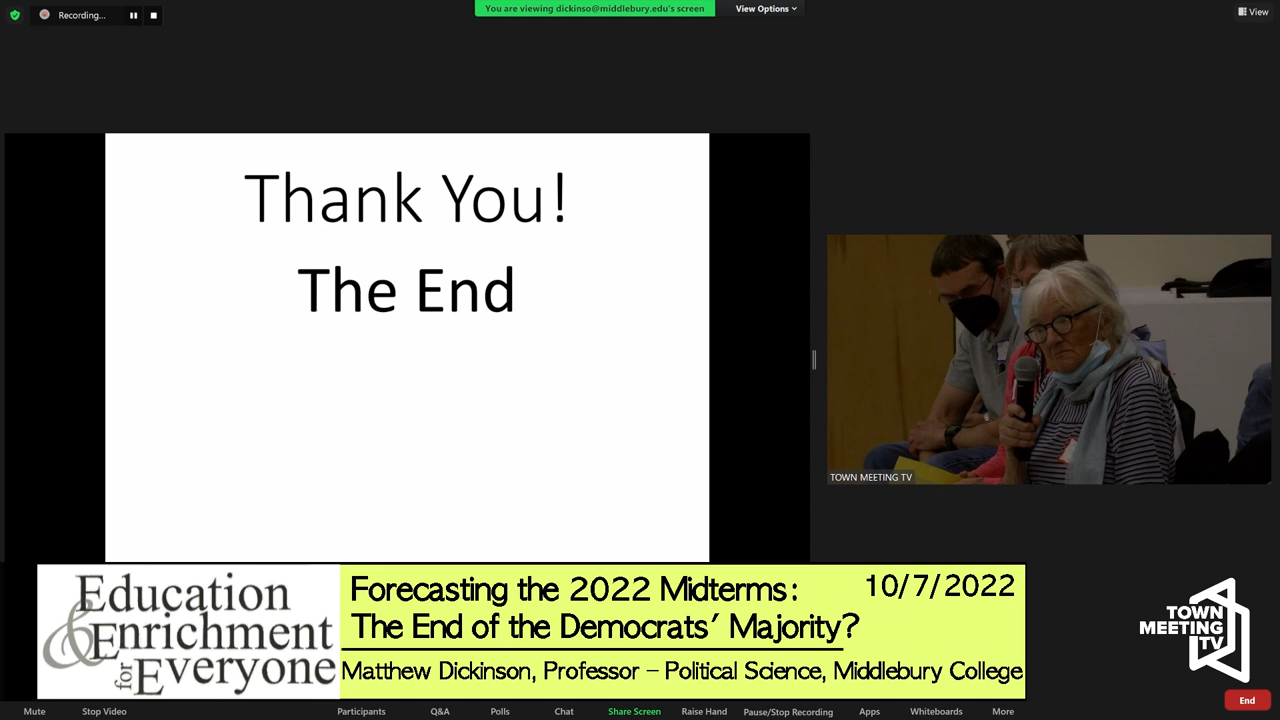 Recording...
You are viewing dickinso@middlebury.edu's screen
View Options
View
Thank You!
The End
TOWN MEETING TV
Education
& Enrichment
for Everyone
Forecasting the 2022 Midterms:
10/7/2022
The End of the Democrats' Majority?
Matthew Dickinson, Professor – Political Science, Middlebury College
TOWN
MEETING
TV
End
Mute
Stop Video
Participants
Q&A
Polls
Chat
Share Screen
Raise Hand
Pause/Stop Recording
Apps
Whiteboards
More